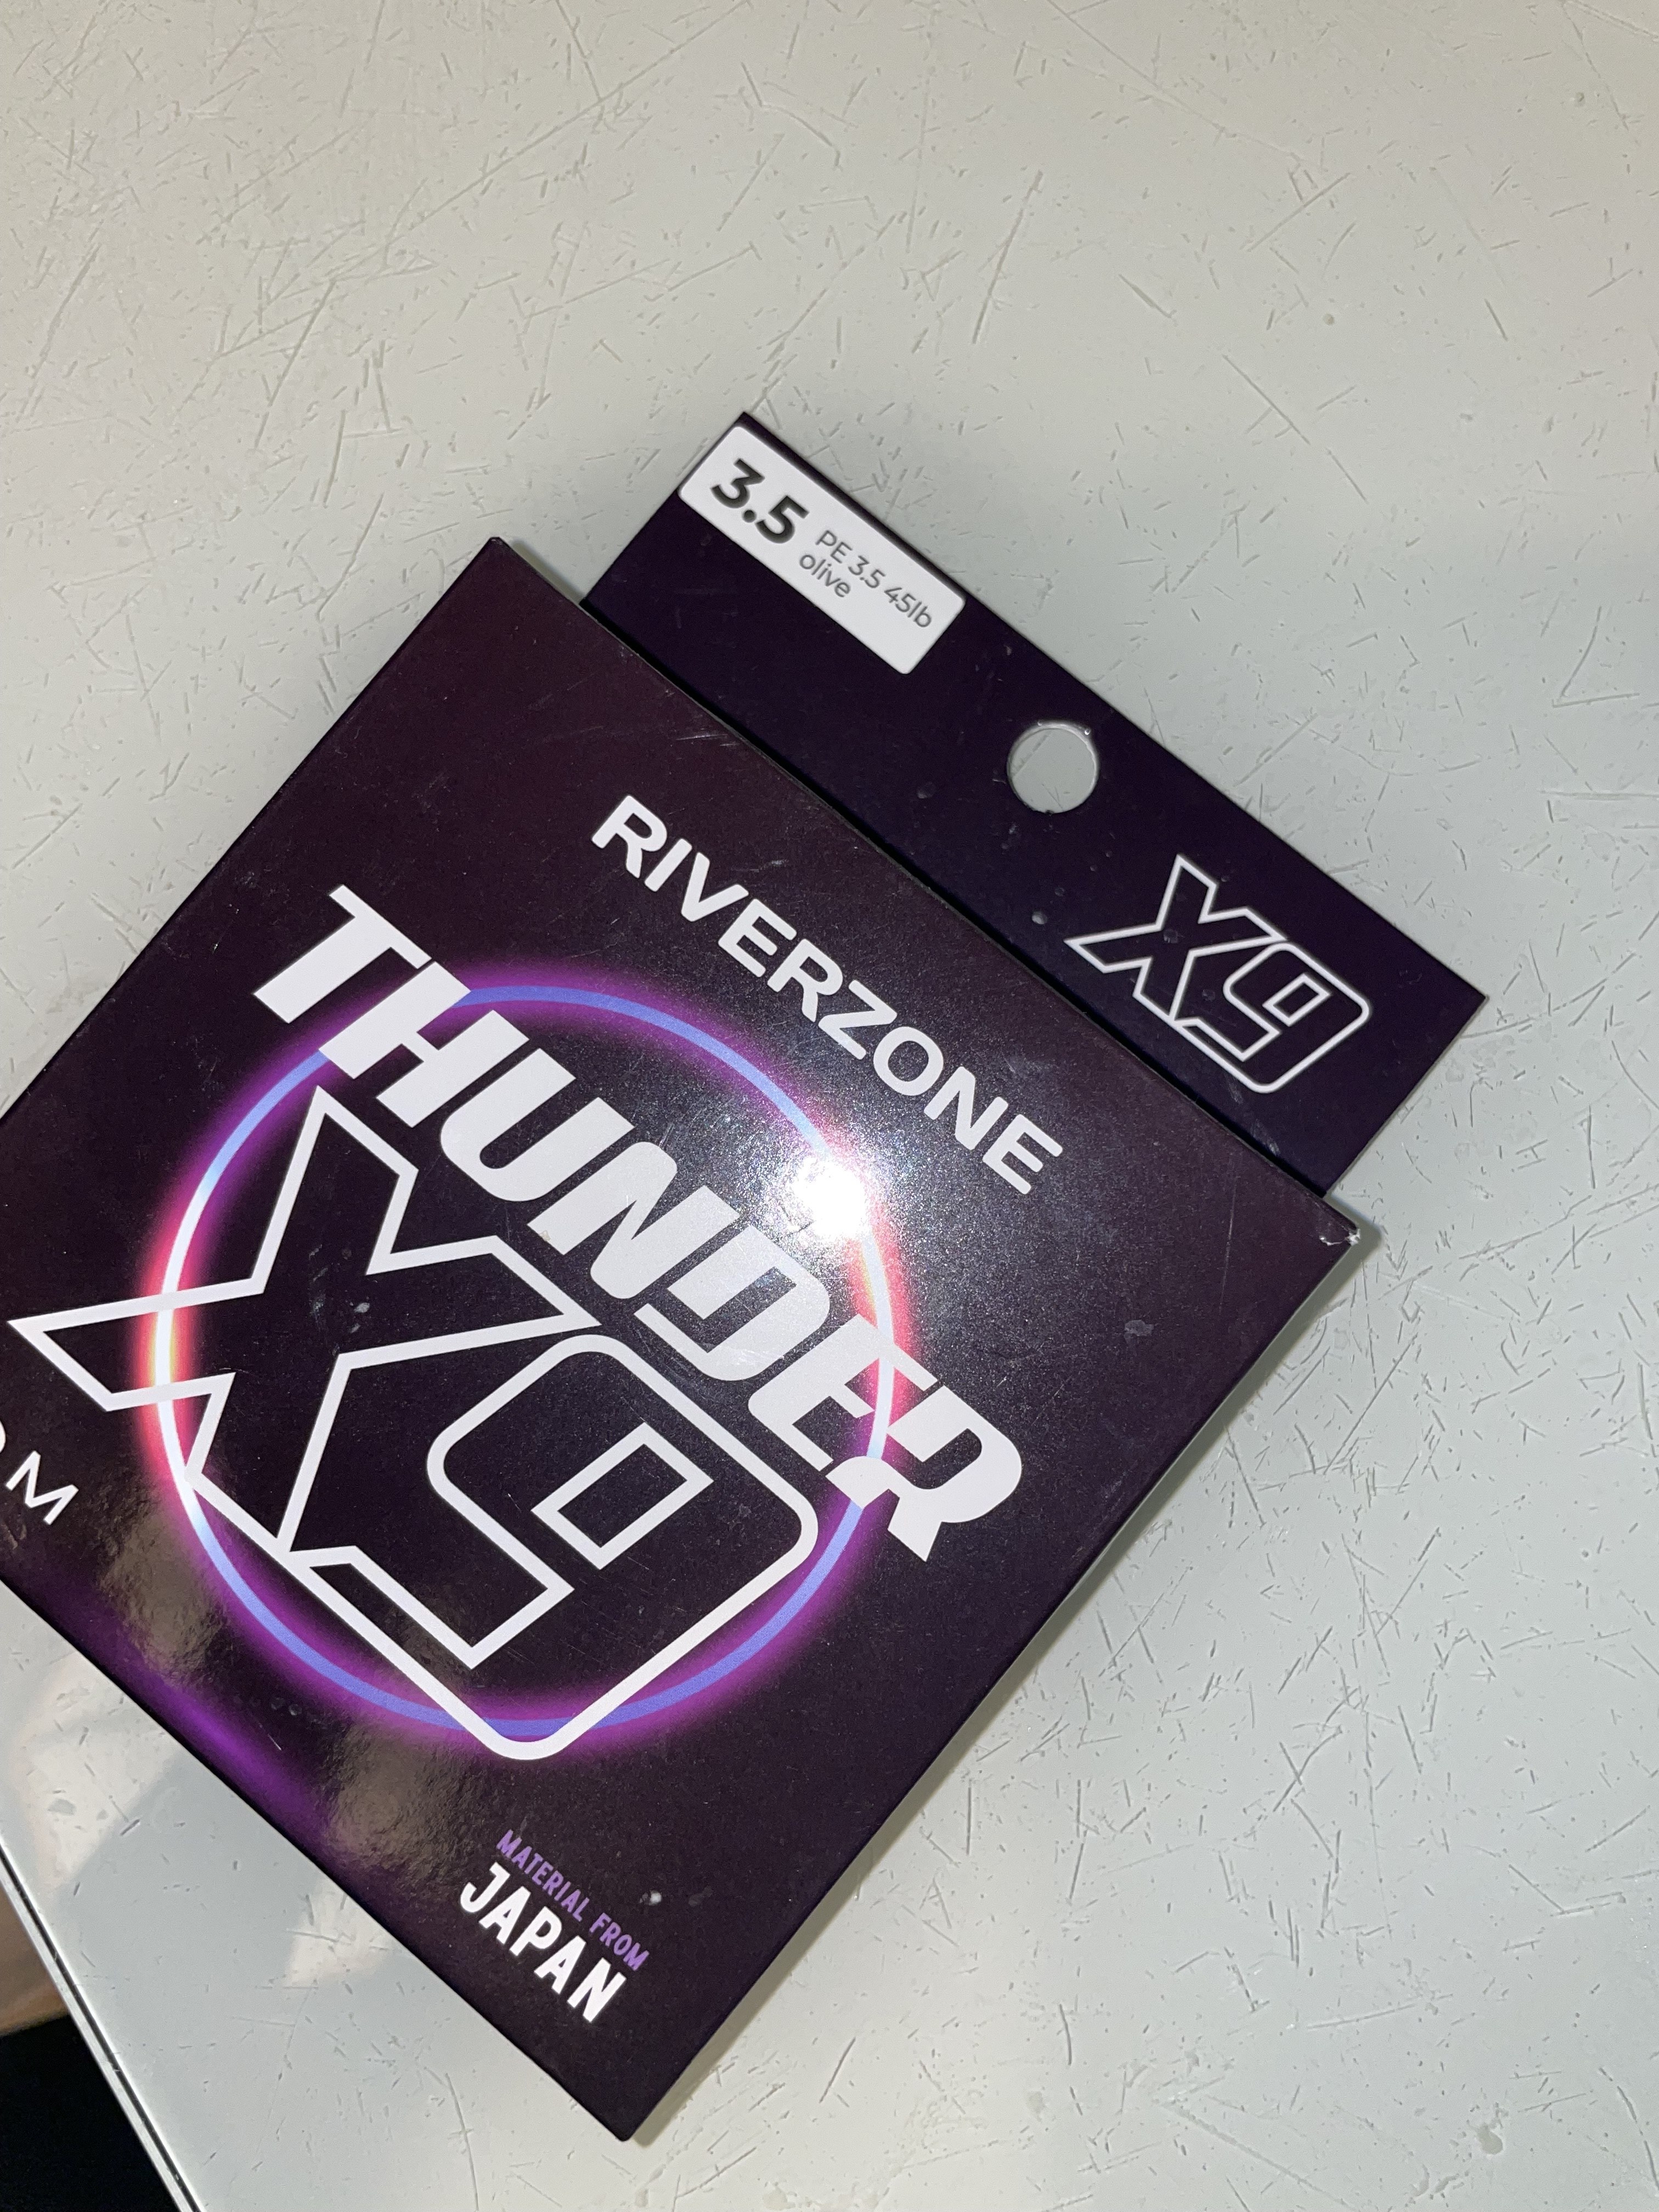 3.5
PE 3.5 45lb
olive
X9
RIVERZONE
THUNDER
X9
MATERIAL FROM
JAPAN